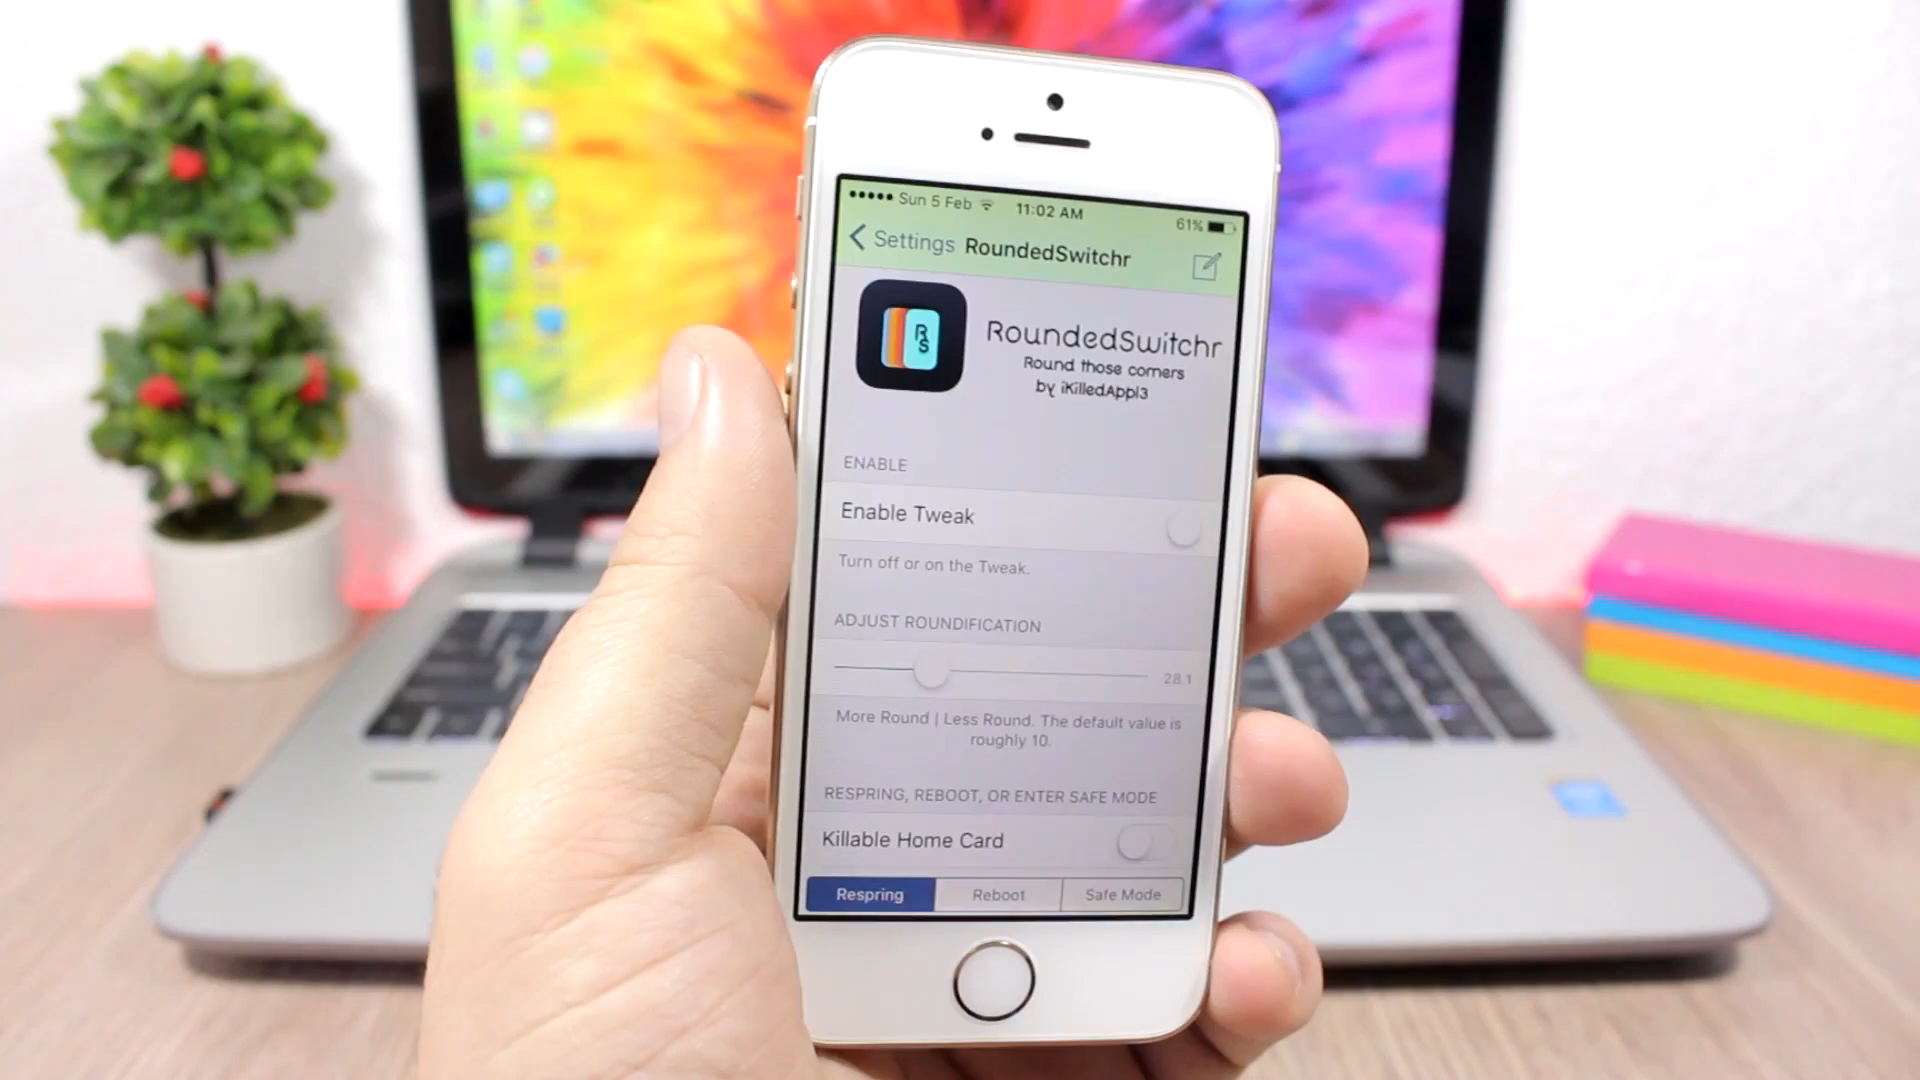 Sun 5 Feb 11:02 AM 61%
Settings RoundedSwitchr
RS
RoundedSwitchr
Round those corners
by iKilledAppl3
ENABLE
Enable Tweak
Turn off or on the Tweak.
ADJUST ROUNDIFICATION
28.1
More Round | Less Round. The default value is
roughly 10.
RESPRING, REBOOT, OR ENTER SAFE MODE
Killable Home Card
Respring Reboot Safe Mode